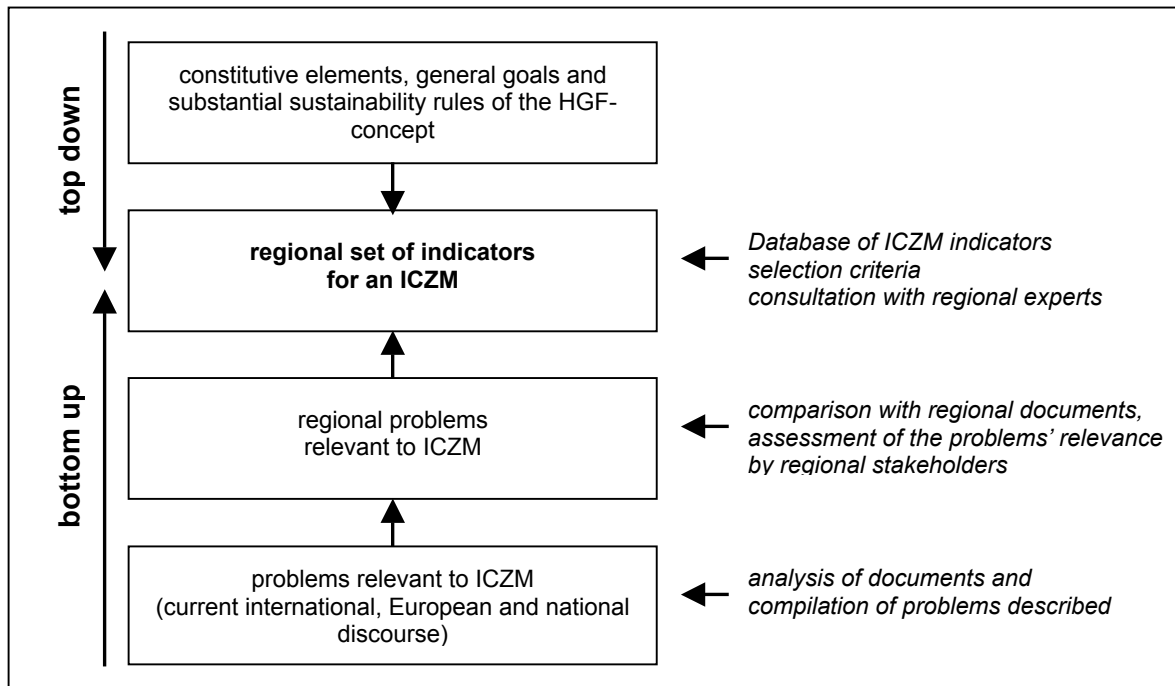 top down
constitutive elements, general goals and
substantial sustainability rules of the HGF-
concept
regional set of indicators
for an ICZM
Database of ICZM indicators
selection criteria
consultation with regional experts
bottom up
regional problems
relevant to ICZM
comparison with regional documents,
assessment of the problems’ relevance
by regional stakeholders
problems relevant to ICZM
(current international, European and national
discourse)
analysis of documents and
compilation of problems described